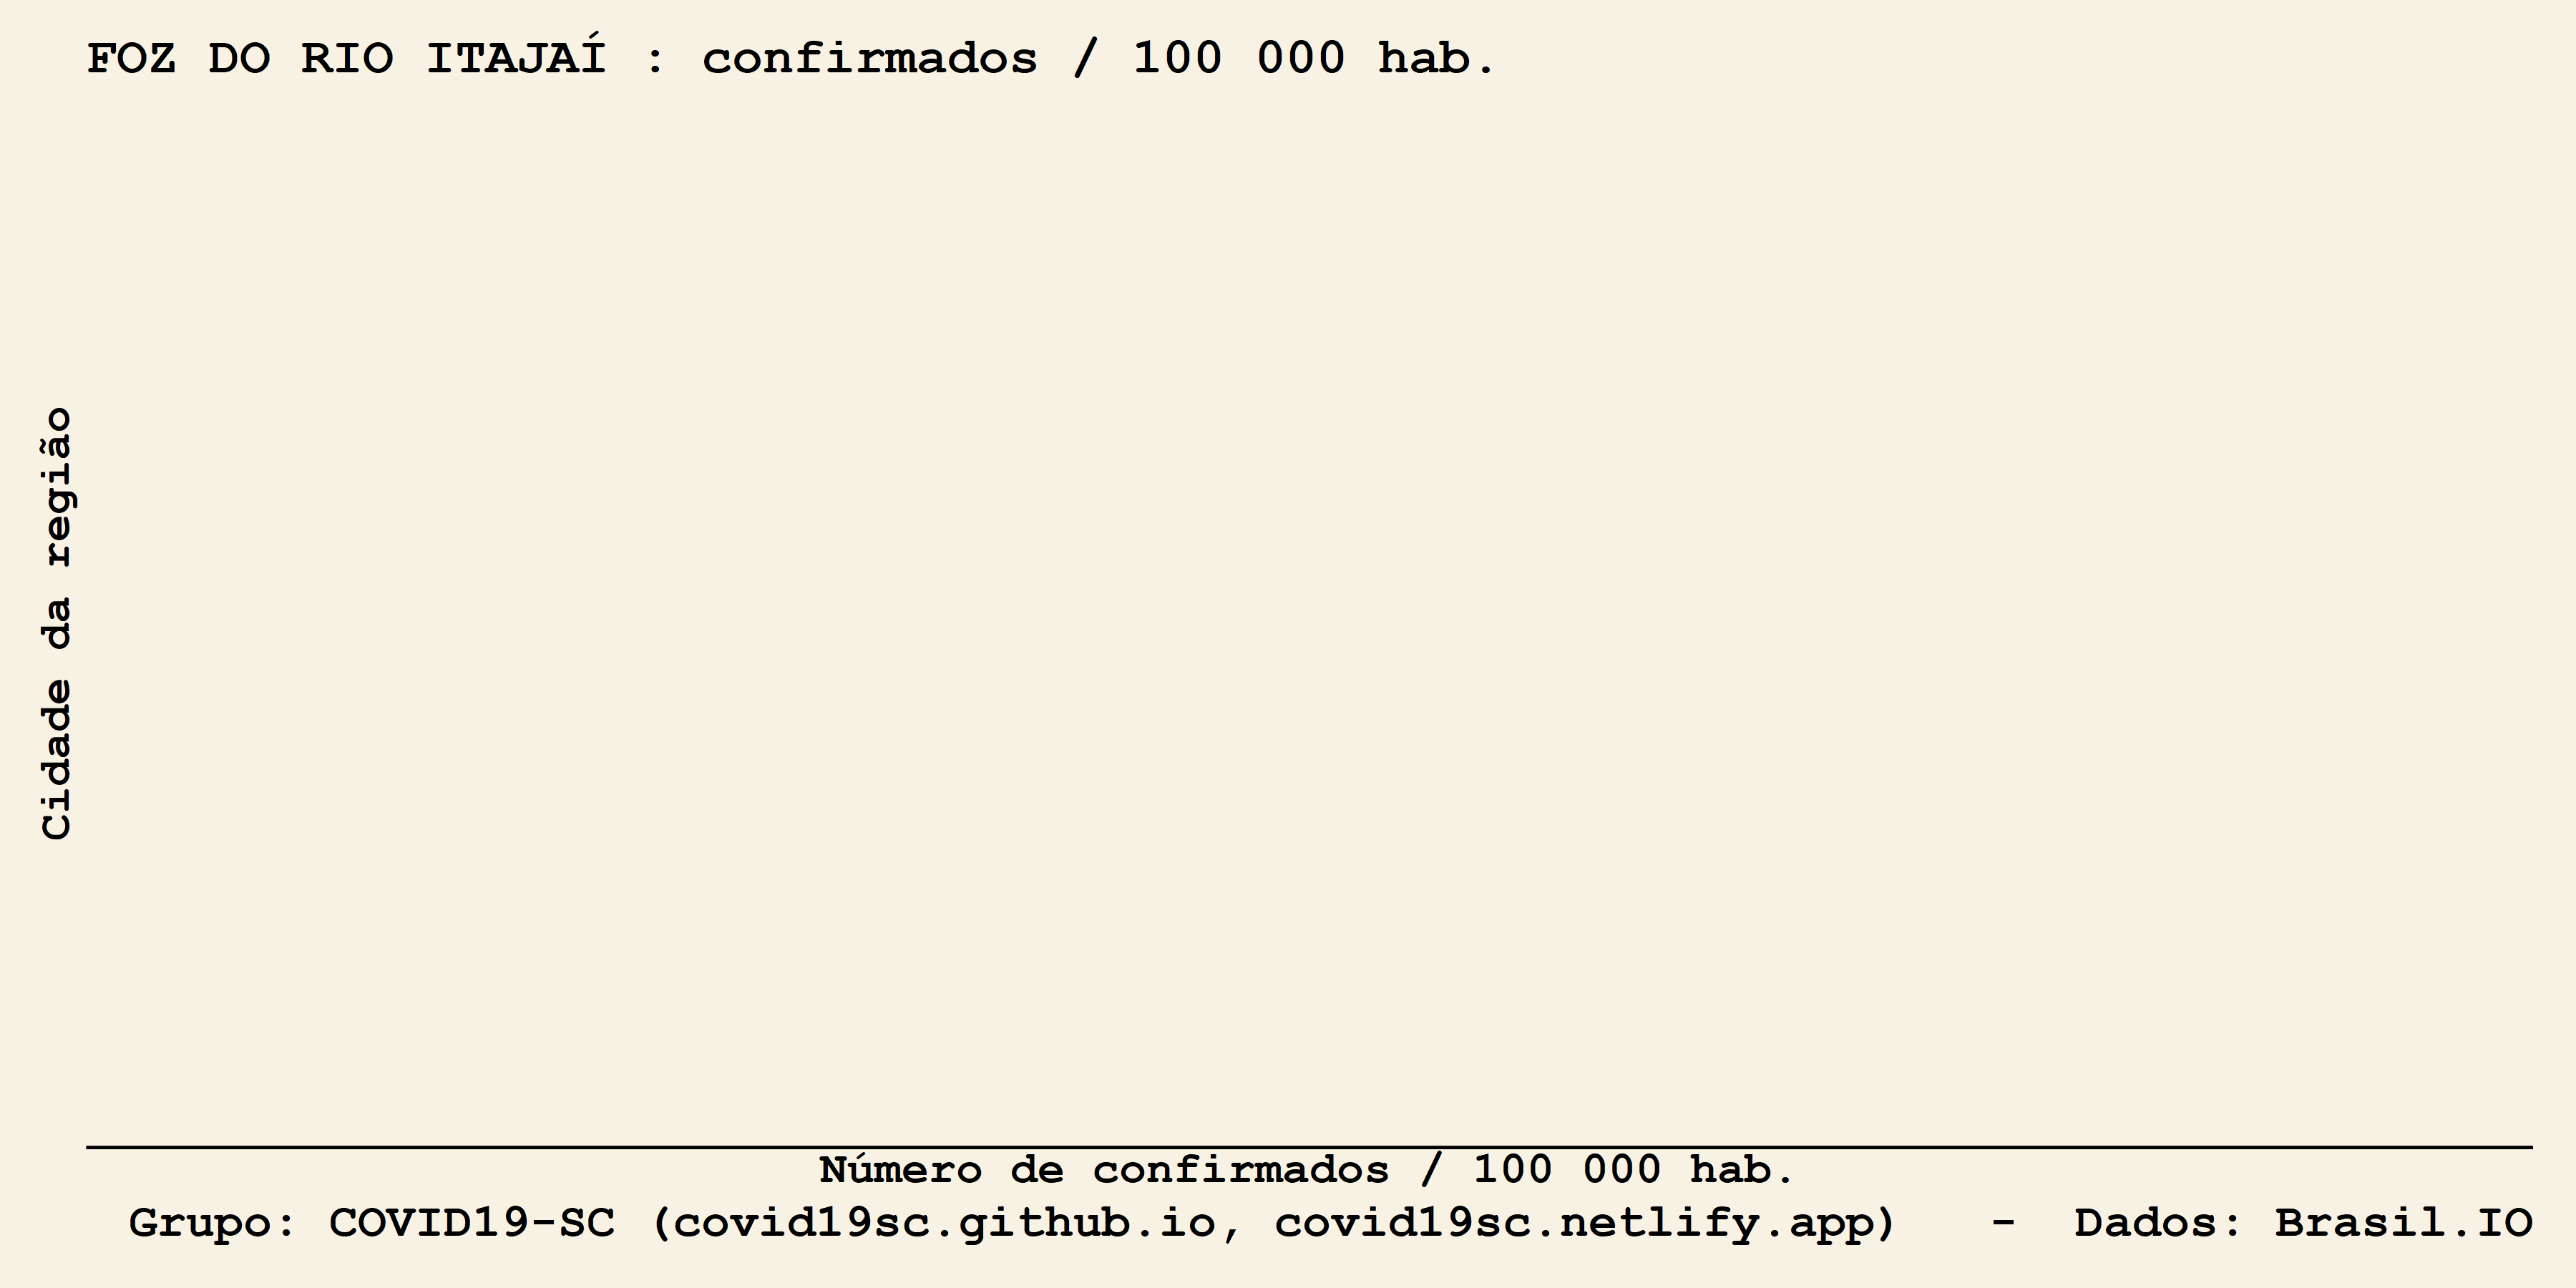 FOZ DO RIO ITAJAÍ : confirmados / 100 000 hab.
Cidade da região
Número de confirmados / 100 000 hab.
Grupo: COVID19-SC (covid19sc.github.io, covid19sc.netlify.app) - Dados: Brasil.IO